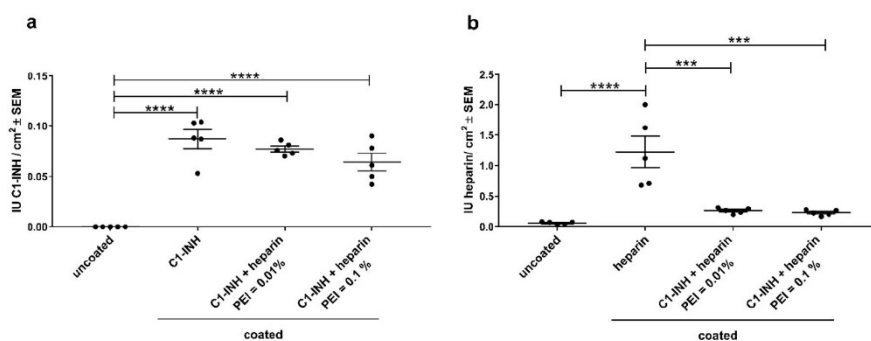 a
IU C1-INH / cm² ± SEM
0.15
0.10
0.05
0.00
****
****
****
uncoated
C1-INH
C1-INH + heparin
PEI = 0.01%
C1-INH + heparin
PEI = 0.1 %
coated
b
IU heparin/ cm² ± SEM
2.5
2.0
1.5
1.0
0.5
0.0
***
***
****
uncoated
heparin
C1-INH + heparin
PEI = 0.01%
C1-INH + heparin
PEI = 0.1 %
coated